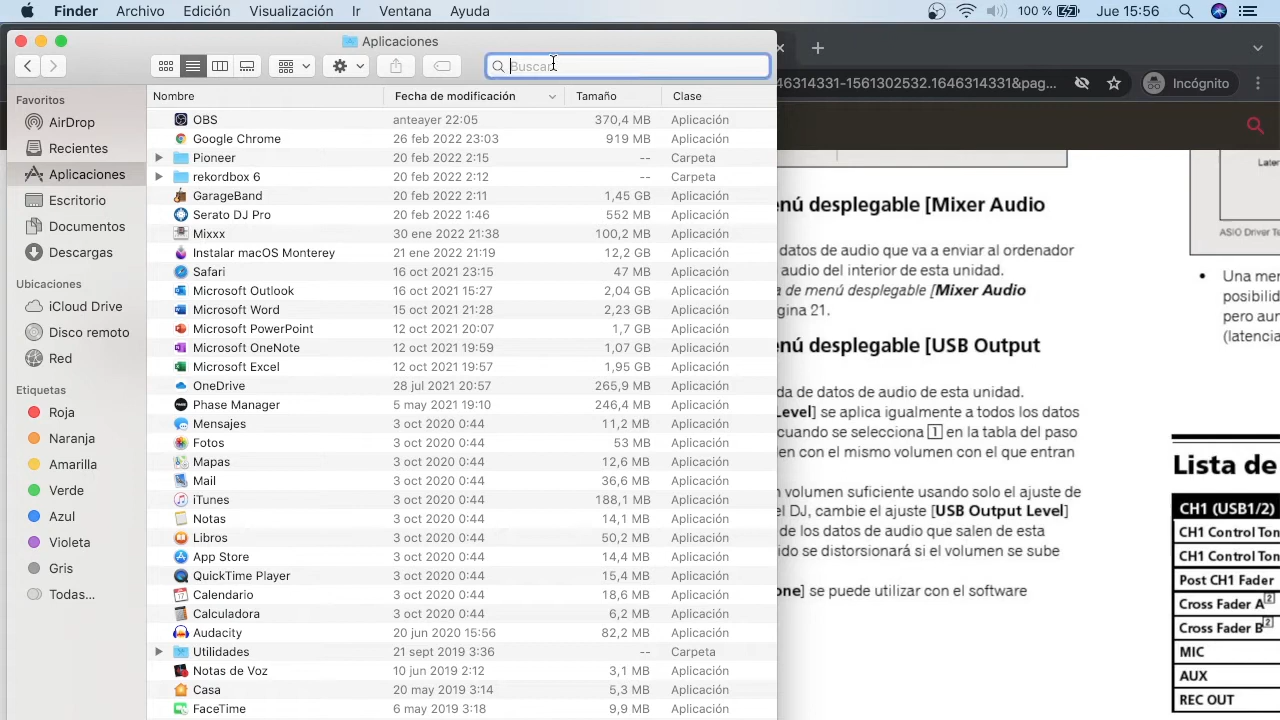 Finder Archivo Edición Visualización Ir Ventana Ayuda 100 % Jue 15:56
Aplicaciones
Buscar
Nombre Fecha de modificación Tamaño Clase
Favoritos
AirDrop
Recientes
Aplicaciones
Escritorio
Documentos
Descargas
Ubicaciones
iCloud Drive
Disco remoto
Red
Etiquetas
Roja
Naranja
Amarilla
Verde
Azul
Violeta
Gris
Todas...
OBS anteayer 22:05 370,4 MB Aplicación
Google Chrome 26 feb 2022 23:03 919 MB Aplicación
Pioneer 20 feb 2022 2:15 -- Carpeta
rekordbox 6 20 feb 2022 2:12 -- Carpeta
GarageBand 20 feb 2022 2:11 1,45 GB Aplicación
Serato DJ Pro 20 feb 2022 1:46 552 MB Aplicación
Mixxx 30 ene 2022 21:38 100,2 MB Aplicación
Instalar macOS Monterey 21 ene 2022 21:19 12,2 GB Aplicación
Safari 16 oct 2021 23:15 47 MB Aplicación
Microsoft Outlook 16 oct 2021 15:27 2,04 GB Aplicación
Microsoft Word 15 oct 2021 21:28 2,23 GB Aplicación
Microsoft PowerPoint 12 oct 2021 20:07 1,7 GB Aplicación
Microsoft OneNote 12 oct 2021 19:59 1,07 GB Aplicación
Microsoft Excel 12 oct 2021 19:57 1,95 GB Aplicación
OneDrive 28 jul 2021 20:57 265,9 MB Aplicación
Phase Manager 5 may 2021 19:10 246,4 MB Aplicación
Mensajes 3 oct 2020 0:44 11,2 MB Aplicación
Fotos 3 oct 2020 0:44 53 MB Aplicación
Mapas 3 oct 2020 0:44 12,6 MB Aplicación
Mail 3 oct 2020 0:44 36,6 MB Aplicación
iTunes 3 oct 2020 0:44 188,1 MB Aplicación
Notas 3 oct 2020 0:44 14,1 MB Aplicación
Libros 3 oct 2020 0:44 50,2 MB Aplicación
App Store 3 oct 2020 0:44 14,4 MB Aplicación
QuickTime Player 3 oct 2020 0:44 15,4 MB Aplicación
Calendario 3 oct 2020 0:44 18,6 MB Aplicación
Calculadora 3 oct 2020 0:44 6,2 MB Aplicación
Audacity 20 jun 2020 15:56 82,2 MB Aplicación
Utilidades 21 sept 2019 3:36 -- Carpeta
Notas de Voz 10 jun 2019 2:12 3,1 MB Aplicación
Casa 20 may 2019 3:14 5,3 MB Aplicación
FaceTime 6 may 2019 3:18 9,9 MB Aplicación
46314331-1561302532.1646314331&pag... Incógnito
nú desplegable [Mixer Audio
datos de audio que va a enviar al ordenador
audio del interior de esta unidad.
a de menú desplegable [Mixer Audio
gina 21.
nú desplegable [USB Output
da de datos de audio de esta unidad.
Level] se aplica igualmente a todos los datos
cuando se selecciona 1 en la tabla del paso
en con el mismo volumen con el que entran
n volumen suficiente usando solo el ajuste de
el DJ, cambie el ajuste [USB Output Level]
de los datos de audio que salen de esta
ido se distorsionará si el volumen se sube
one] se puede utilizar con el software
Later
ASIO Driver Te
• Una mer
posibilid
pero aur
(latencia
Lista de
CH1 (USB1/2)
CH1 Control Ton
CH1 Control Ton
Post CH1 Fader
Cross Fader A 2
Cross Fader B 2
MIC
AUX
REC OUT